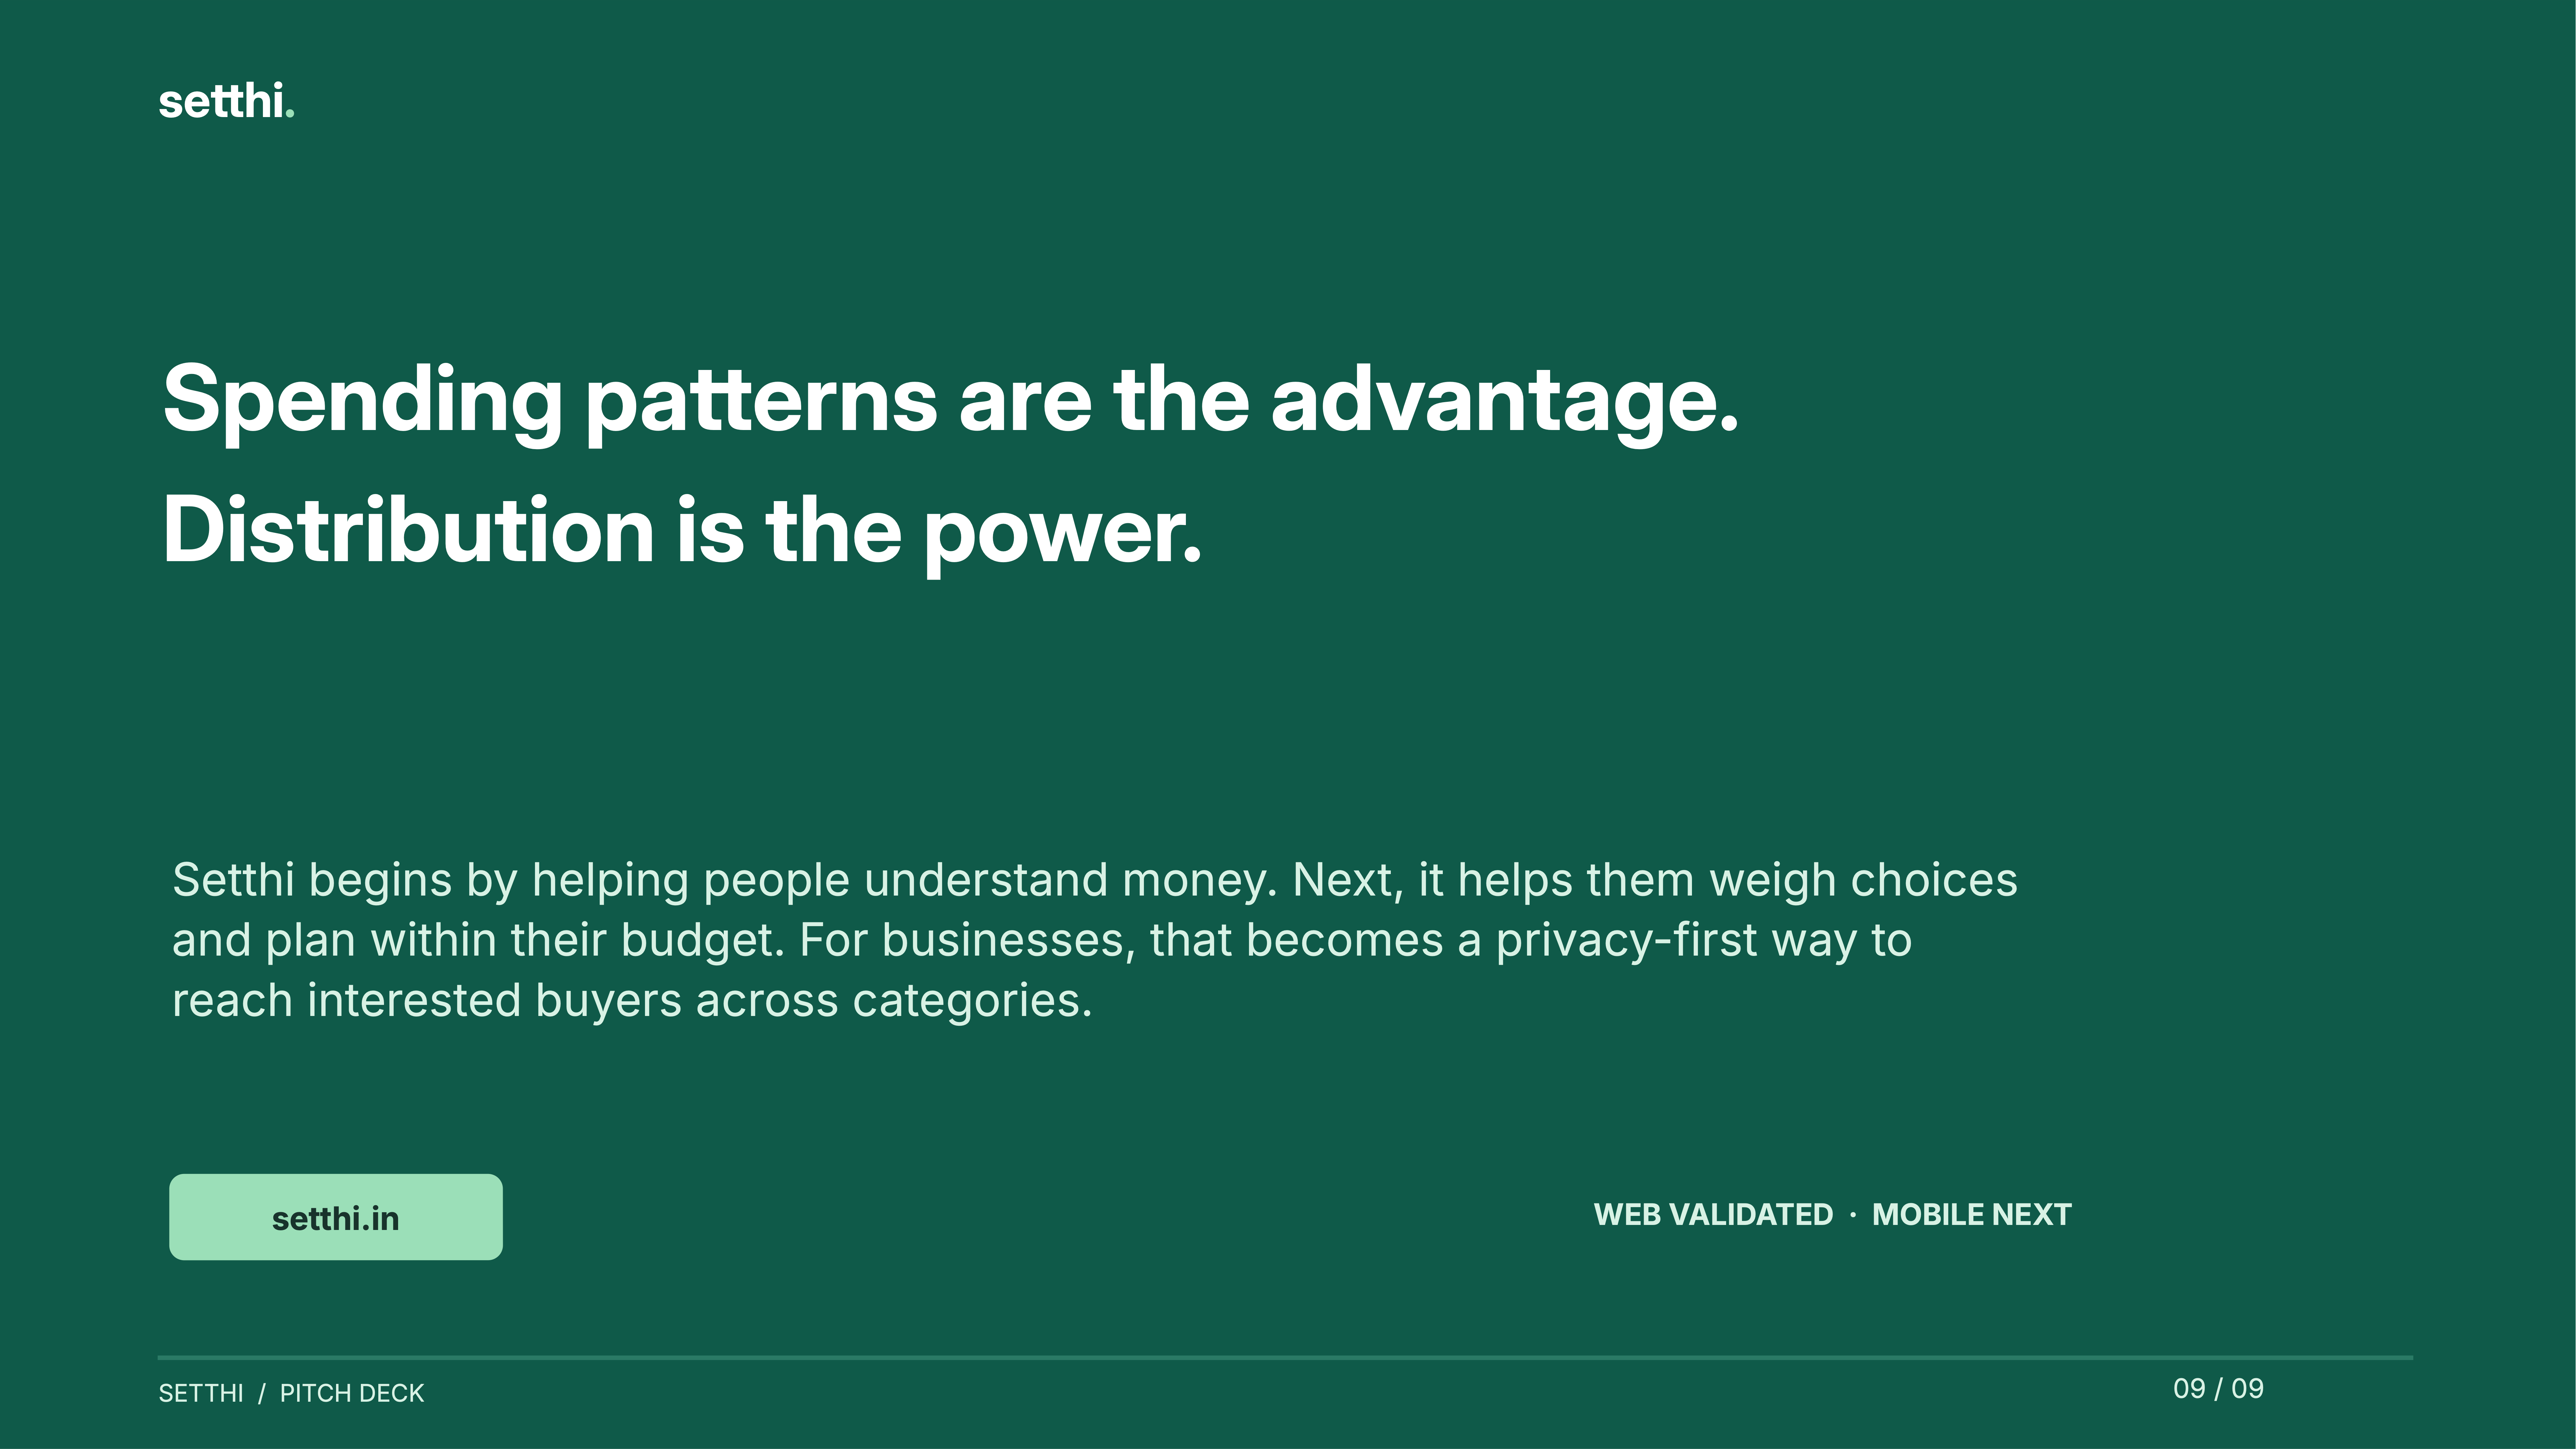 setthi.
Spending patterns are the advantage.
Distribution is the power.
Setthi begins by helping people understand money. Next, it helps them weigh choices
and plan within their budget. For businesses, that becomes a privacy-first way to
reach interested buyers across categories.
setthi.in
WEB VALIDATED · MOBILE NEXT
SETTHI / PITCH DECK
09 / 09